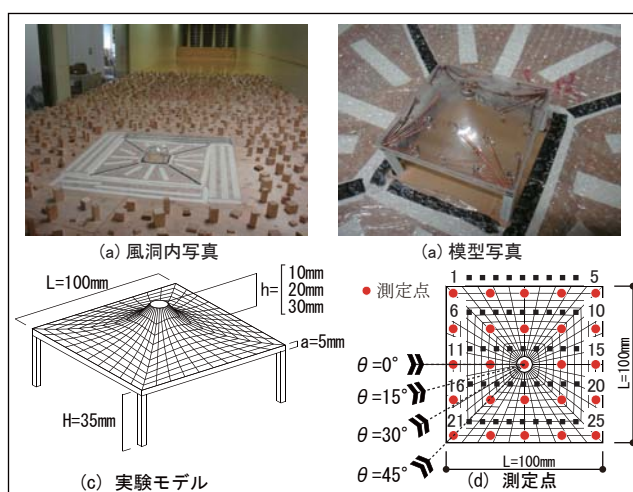 (a) 風洞内写真
(a) 模型写真
L=100mm
h=
10mm
20mm
30mm
a=5mm
H=35mm
(c) 実験モデル
1 5
● 測定点
6 10
11 15
16 20
21 25
θ=0°
θ=15°
θ=30°
θ=45°
L=100mm
L=100mm
(d) 測定点